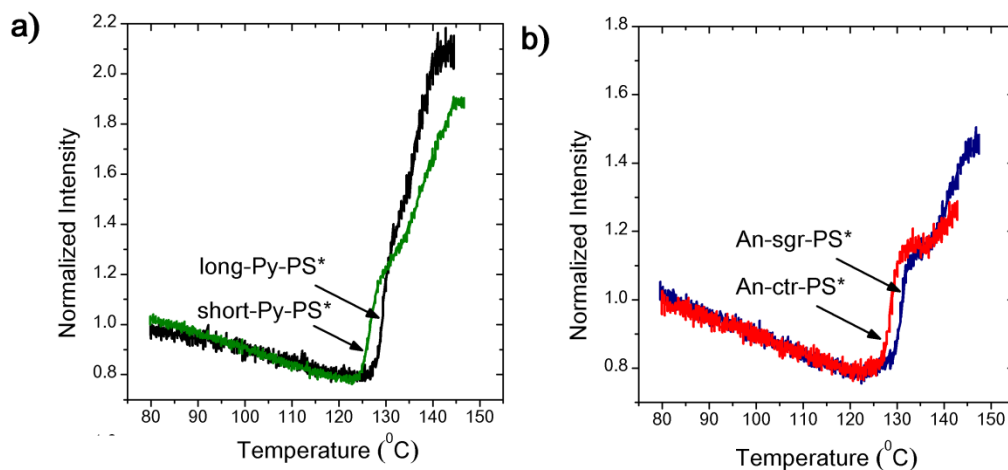 a)
2.2
2.0
1.8
1.6
1.4
1.2
1.0
0.8
Normalized Intensity
long-Py-PS*
short-Py-PS*
80 90 100 110 120 130 140 150
Temperature (⁰C)
b)
1.8
1.6
1.4
1.2
1.0
0.8
Normalized Intensity
An-sgr-PS*
An-ctr-PS*
80 90 100 110 120 130 140 150
Temperature (⁰C)